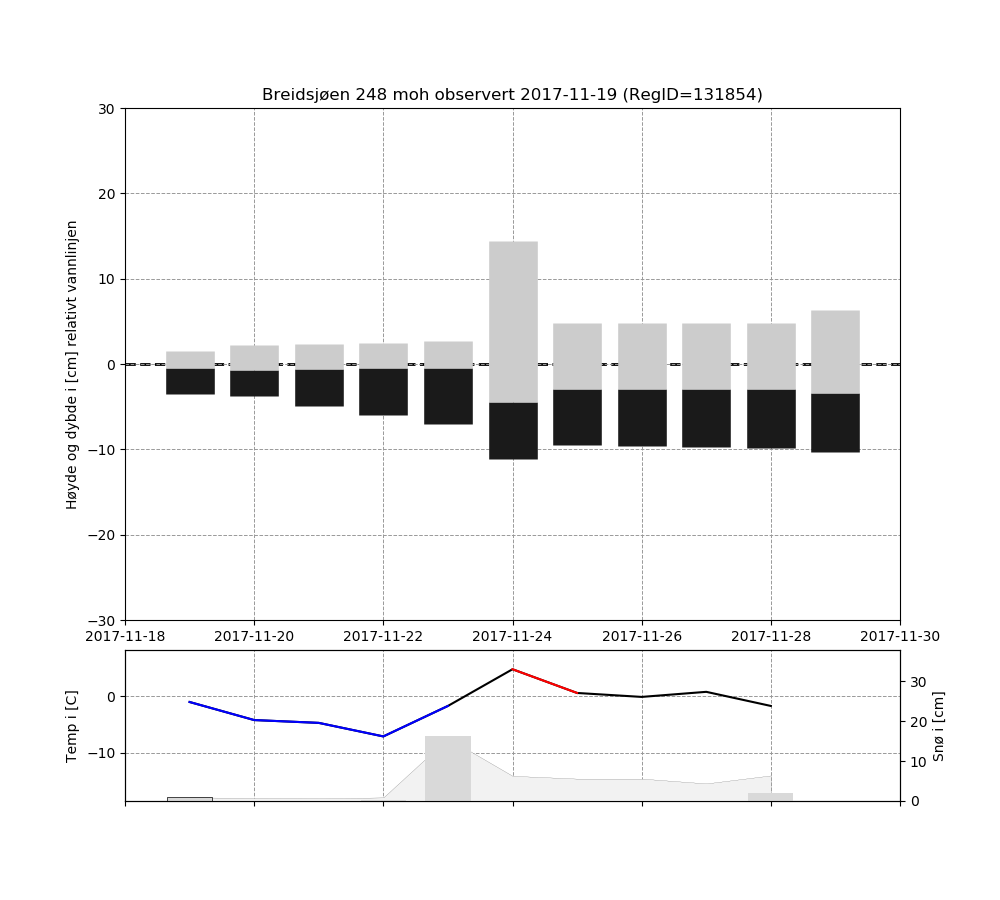 Breidsjøen 248 moh observert 2017-11-19 (RegID=131854)
Høyde og dybde i [cm] relativt vannlinjen
30
20
10
0
−10
−20
−30
2017-11-18 2017-11-20 2017-11-22 2017-11-24 2017-11-26 2017-11-28 2017-11-30
Temp i [C]
0
−10
30
20
10
0
Snø i [cm]